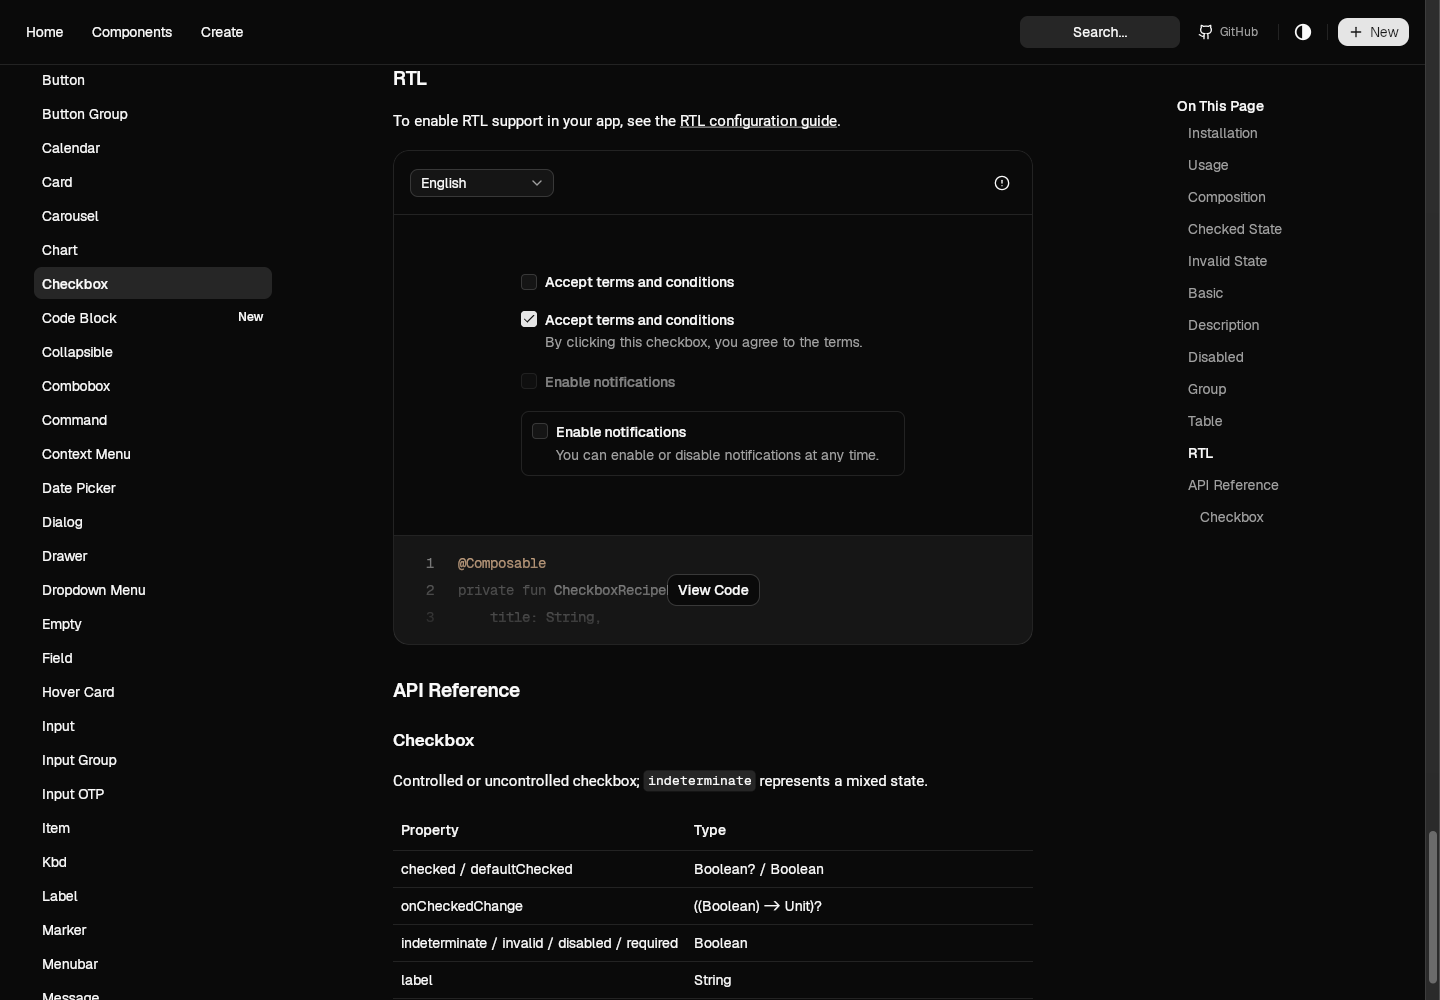 Home
Components
Create
Search...
GitHub
New
Button
Button Group
Calendar
Card
Carousel
Chart
Checkbox
Code Block
New
Collapsible
Combobox
Command
Context Menu
Date Picker
Dialog
Drawer
Dropdown Menu
Empty
Field
Hover Card
Input
Input Group
Input OTP
Item
Kbd
Label
Marker
Menubar
Message
RTL
To enable RTL support in your app, see the RTL configuration guide.
English
Accept terms and conditions
Accept terms and conditions
By clicking this checkbox, you agree to the terms.
Enable notifications
Enable notifications
You can enable or disable notifications at any time.
1 @Composable
2 private fun CheckboxRecipe
View Code
3 title: String,
API Reference
Checkbox
Controlled or uncontrolled checkbox; indeterminate represents a mixed state.
Property Type
checked / defaultChecked Boolean? / Boolean
onCheckedChange ((Boolean) -> Unit)?
indeterminate / invalid / disabled / required Boolean
label String
On This Page
Installation
Usage
Composition
Checked State
Invalid State
Basic
Description
Disabled
Group
Table
RTL
API Reference
Checkbox